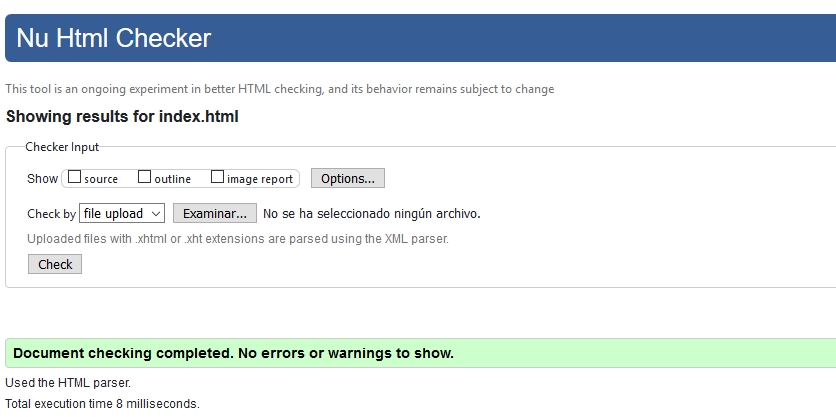 Nu Html Checker
This tool is an ongoing experiment in better HTML checking, and its behavior remains subject to change
Showing results for index.html
Checker Input
Show source outline image report Options...
Check by file upload Examinar... No se ha seleccionado ningún archivo.
Uploaded files with .xhtml or .xht extensions are parsed using the XML parser.
Check
Document checking completed. No errors or warnings to show.
Used the HTML parser.
Total execution time 8 milliseconds.